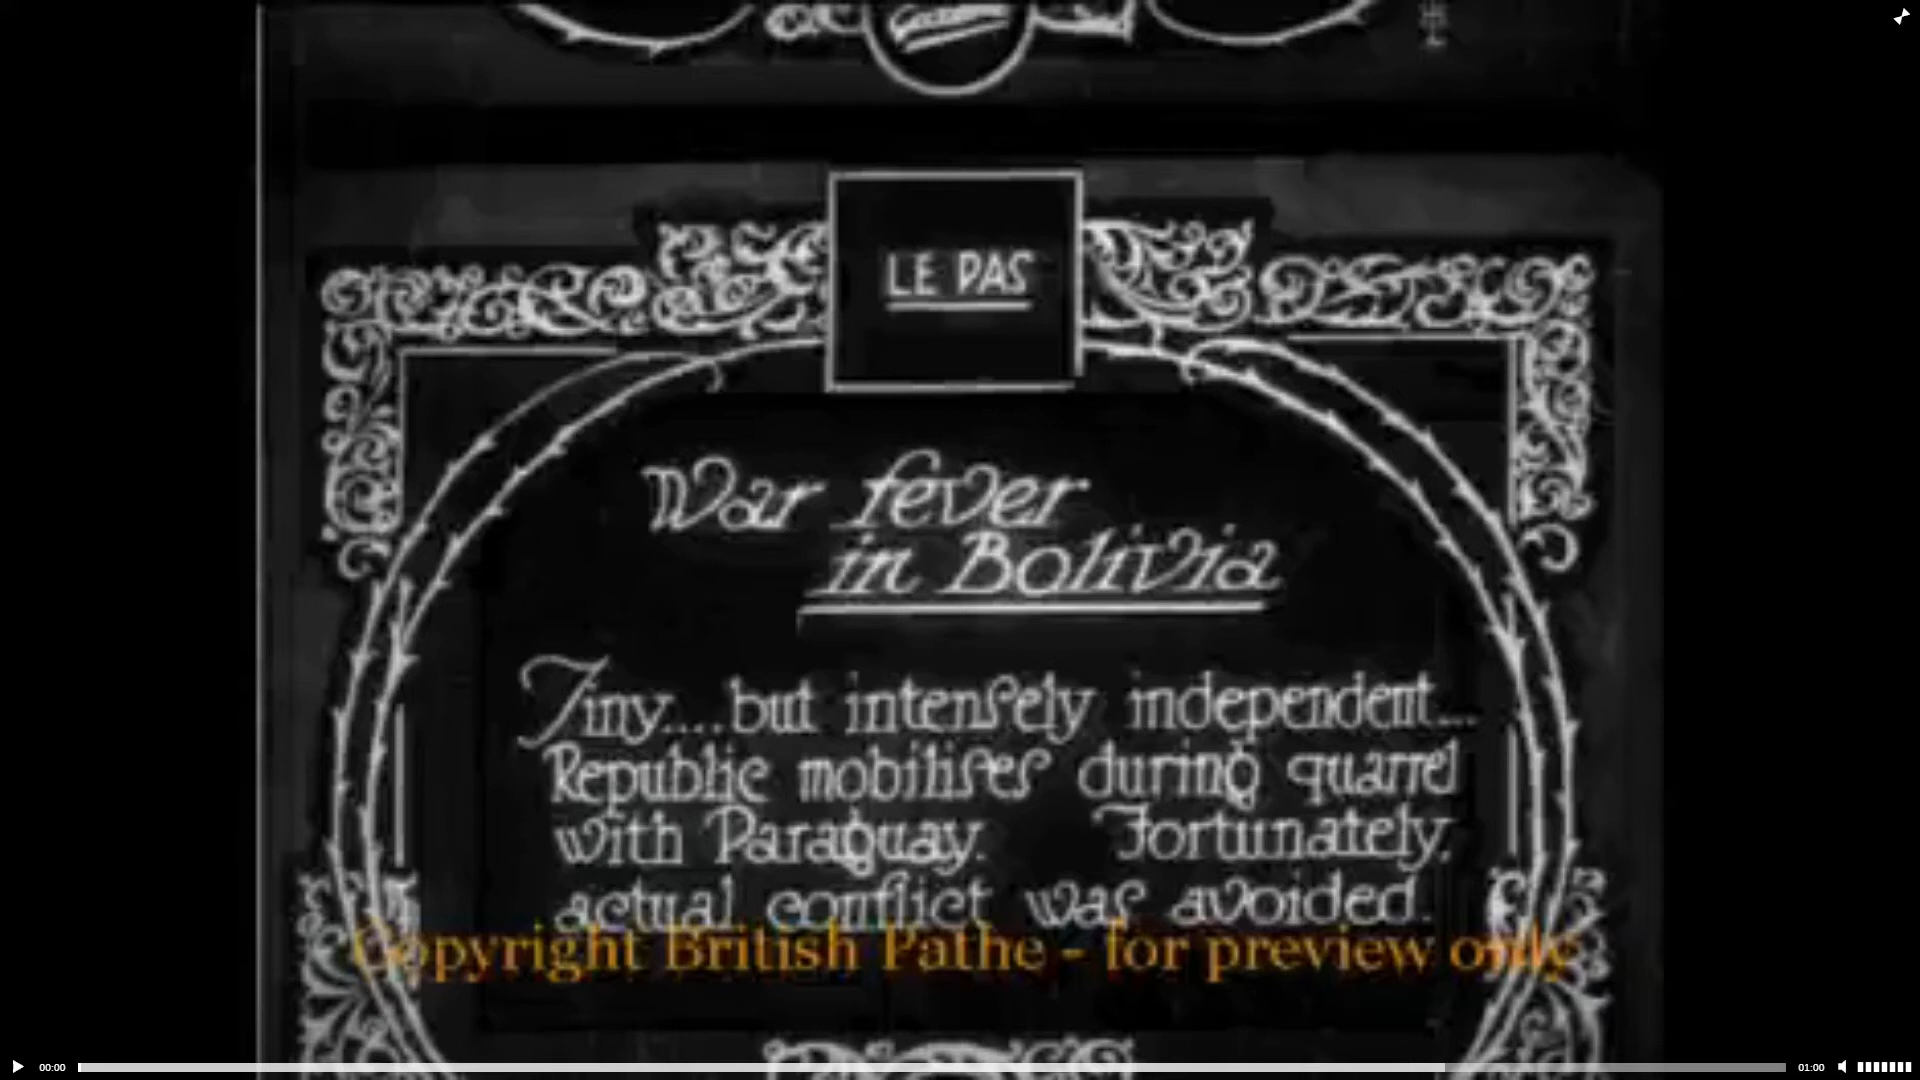 LE PAS
War fever
in Bolivia
Tiny....but intensely independent...
Republic mobilises during quarrel
with Paraguay. Fortunately,
actual conflict was avoided.
Copyright British Pathe - for preview only
00:00
01:00